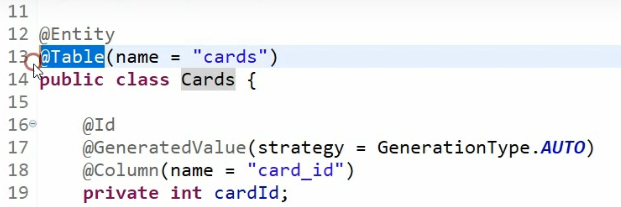 11
12 @Entity
13 @Table(name = "cards")
14 public class Cards {
15
16 @Id
17 @GeneratedValue(strategy = GenerationType.AUTO)
18 @Column(name = "card_id")
19 private int cardId;